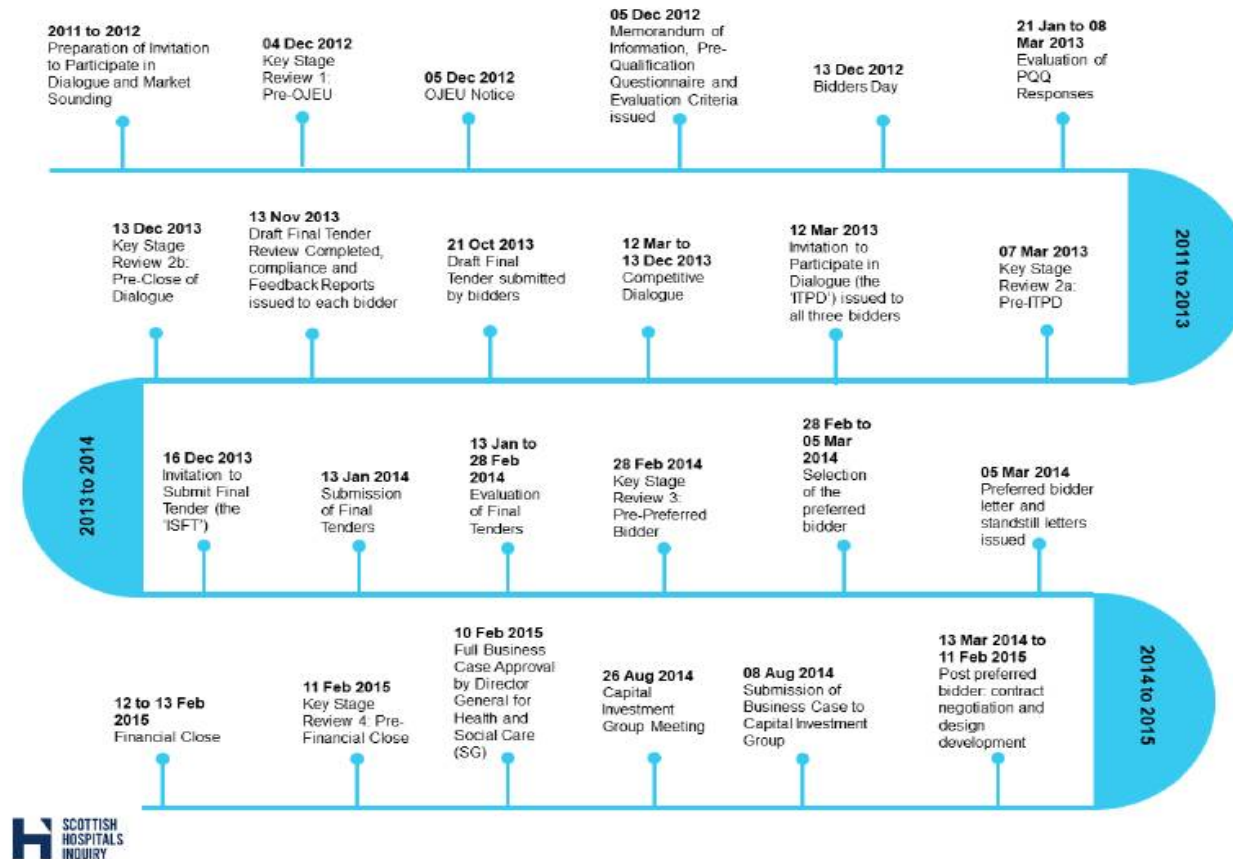 2011 to 2012
Preparation of Invitation
to Participate in
Dialogue and Market
Sounding
04 Dec 2012
Key Stage
Review 1:
Pre-OJEU
05 Dec 2012
OJEU Notice
05 Dec 2012
Memorandum of
Information, Pre-
Qualification
Questionnaire and
Evaluation Criteria
issued
13 Dec 2012
Bidders Day
21 Jan to 08
Mar 2013
Evaluation of
PQQ
Responses
2011 to 2013
07 Mar 2013
Key Stage
Review 2a:
Pre-ITPD
12 Mar 2013
Invitation to
Participate in
Dialogue (the
'ITPD') issued to
all three bidders
12 Mar to
13 Dec 2013
Competitive
Dialogue
21 Oct 2013
Draft Final
Tender submitted
by bidders
13 Nov 2013
Draft Final Tender
Review Completed,
compliance and
Feedback Reports
issued to each bidder
13 Dec 2013
Key Stage
Review 2b:
Pre-Close of
Dialogue
2013 to 2014
16 Dec 2013
Invitation to
Submit Final
Tender (the
'ISFT')
13 Jan 2014
Submission
of Final
Tenders
13 Jan to
28 Feb
2014
Evaluation
of Final
Tenders
28 Feb 2014
Key Stage
Review 3:
Pre-Preferred
Bidder
28 Feb to
05 Mar
2014
Selection
of the
preferred
bidder
05 Mar 2014
Preferred bidder
letter and
standstill letters
issued
2014 to 2015
13 Mar 2014 to
11 Feb 2015
Post preferred
bidder: contract
negotiation and
design
development
08 Aug 2014
Submission of
Business Case to
Capital Investment
Group
26 Aug 2014
Capital
Investment
Group Meeting
10 Feb 2015
Full Business
Case Approval
by Director
General for
Health and
Social Care
(SG)
11 Feb 2015
Key Stage
Review 4: Pre-
Financial Close
12 to 13 Feb
2015
Financial Close
SCOTTISH
HOSPITALS
INQUIRY